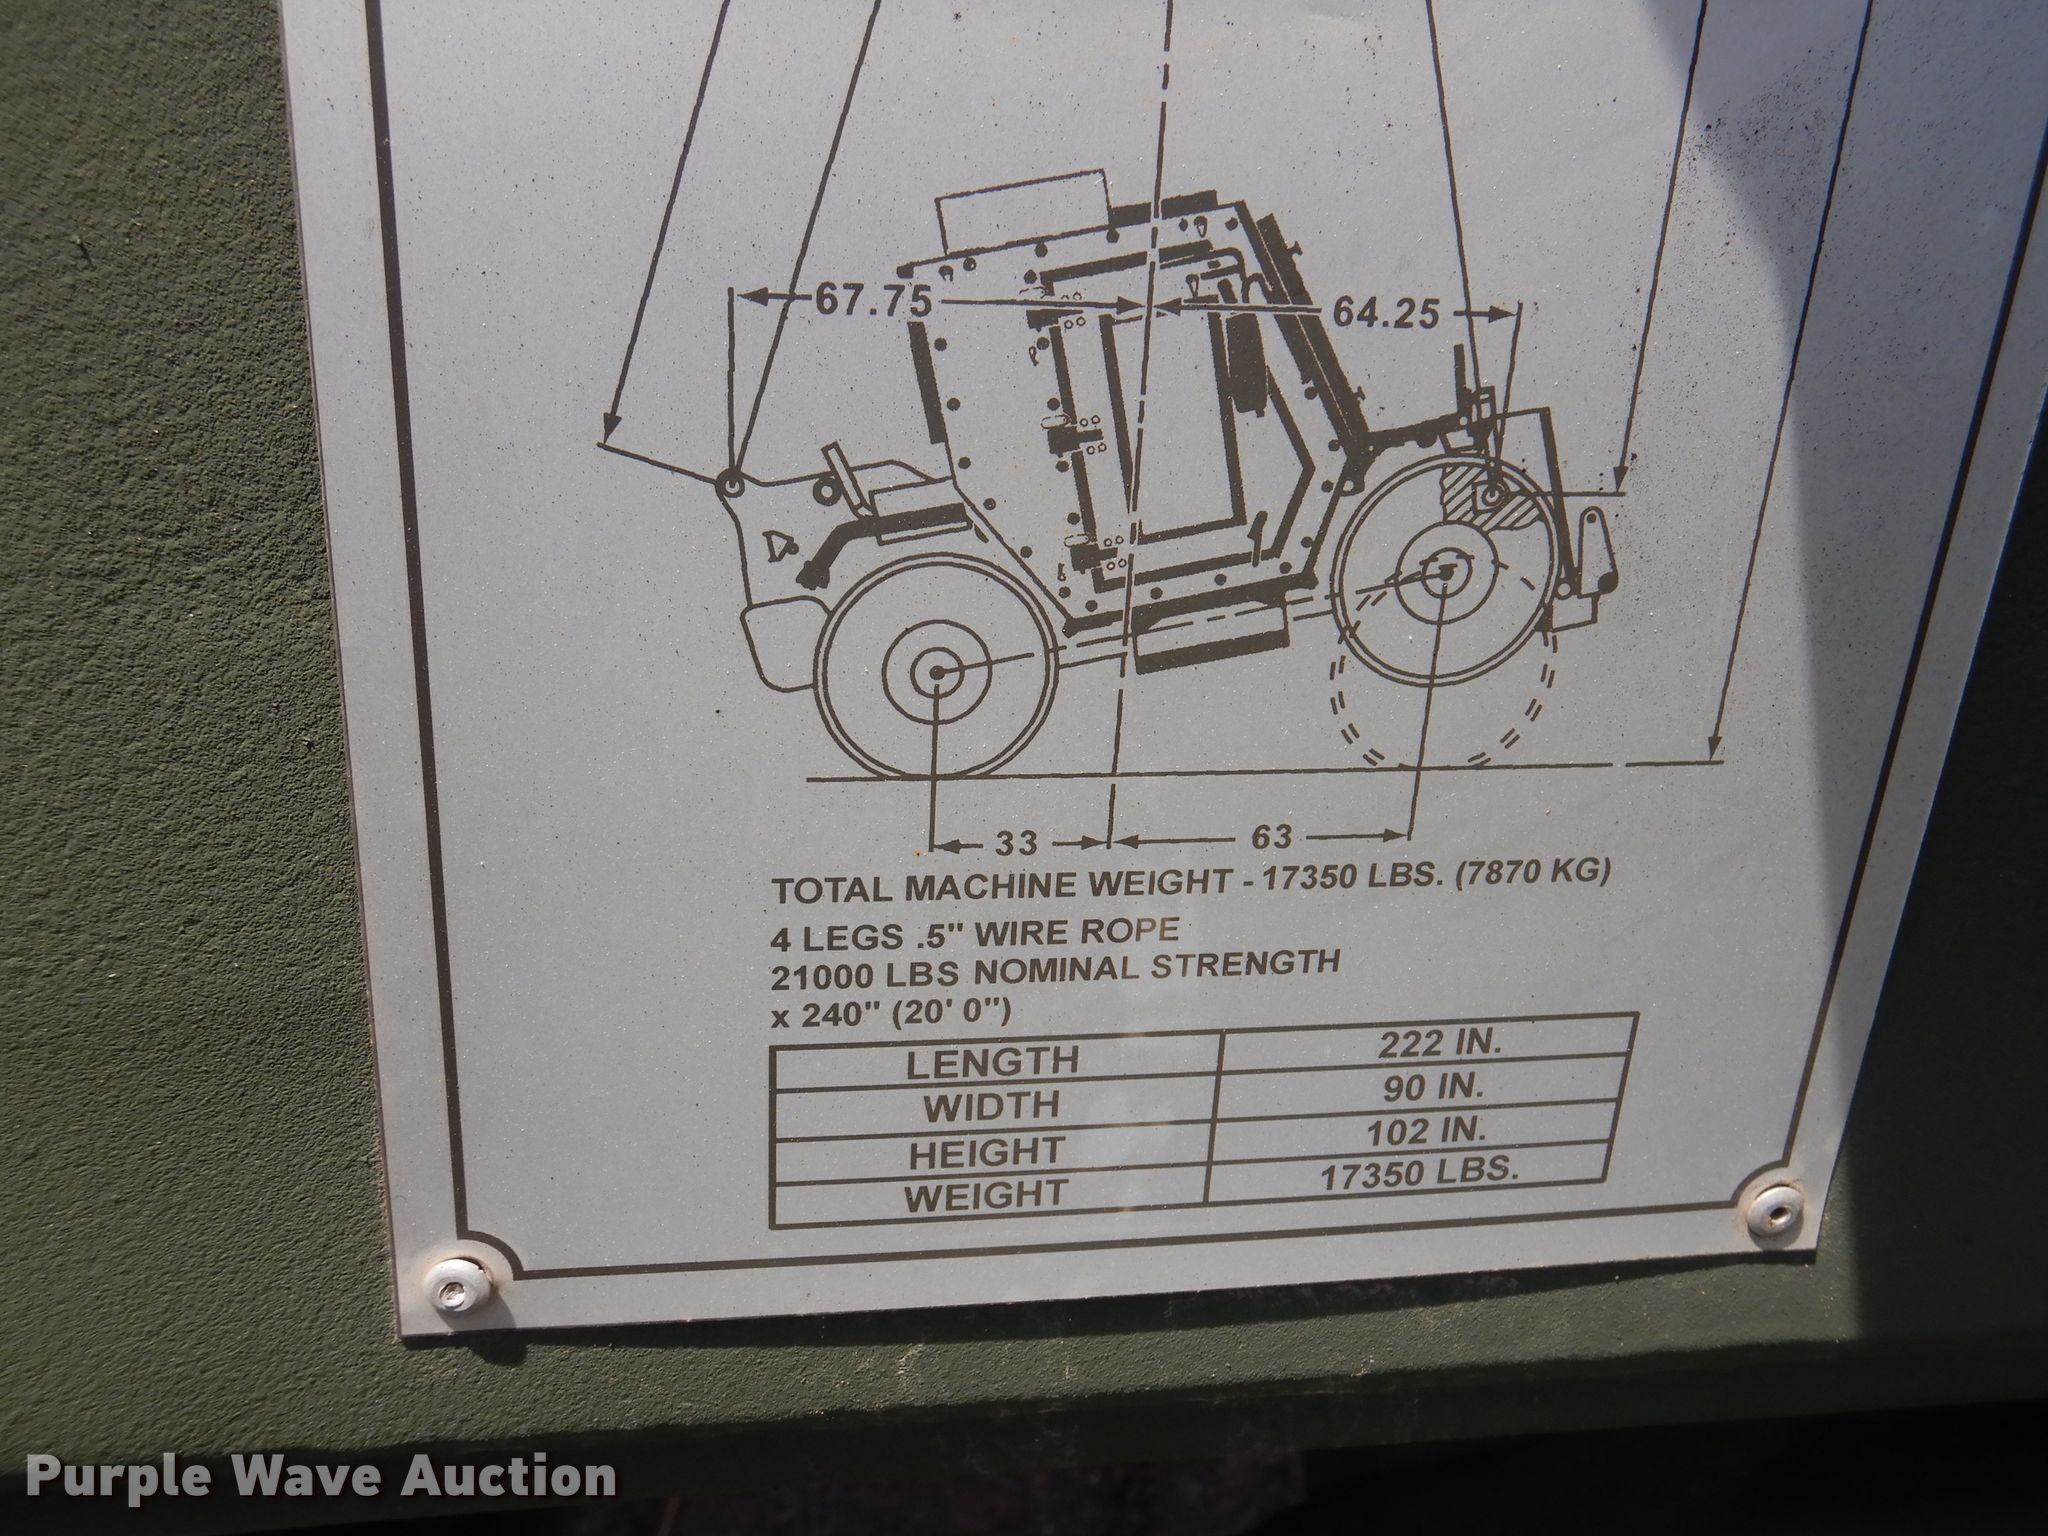 67.75
64.25
33
63
TOTAL MACHINE WEIGHT - 17350 LBS. (7870 KG)
4 LEGS .5" WIRE ROPE
21000 LBS NOMINAL STRENGTH
x 240" (20' 0")
LENGTH 222 IN.
WIDTH 90 IN.
HEIGHT 102 IN.
WEIGHT 17350 LBS.
Purple Wave Auction